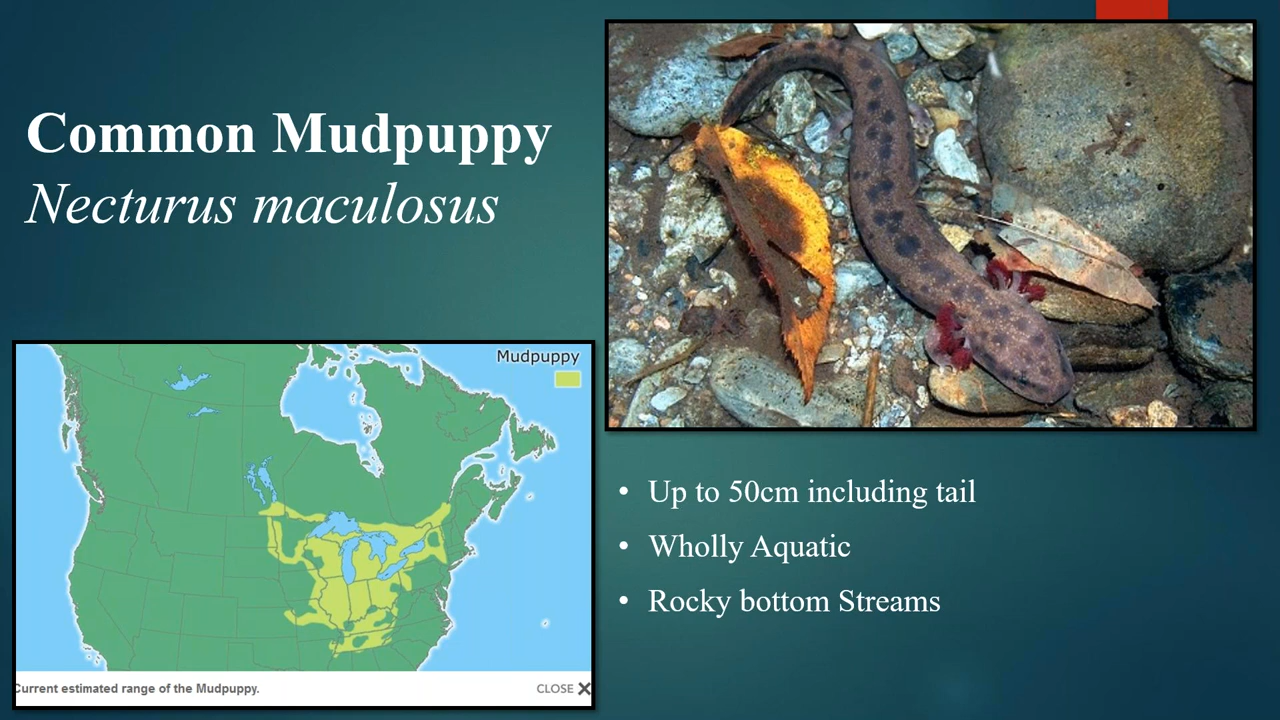 Common Mudpuppy
Necturus maculosus
Mudpuppy
Current estimated range of the Mudpuppy.
CLOSE X
• Up to 50cm including tail
• Wholly Aquatic
• Rocky bottom Streams